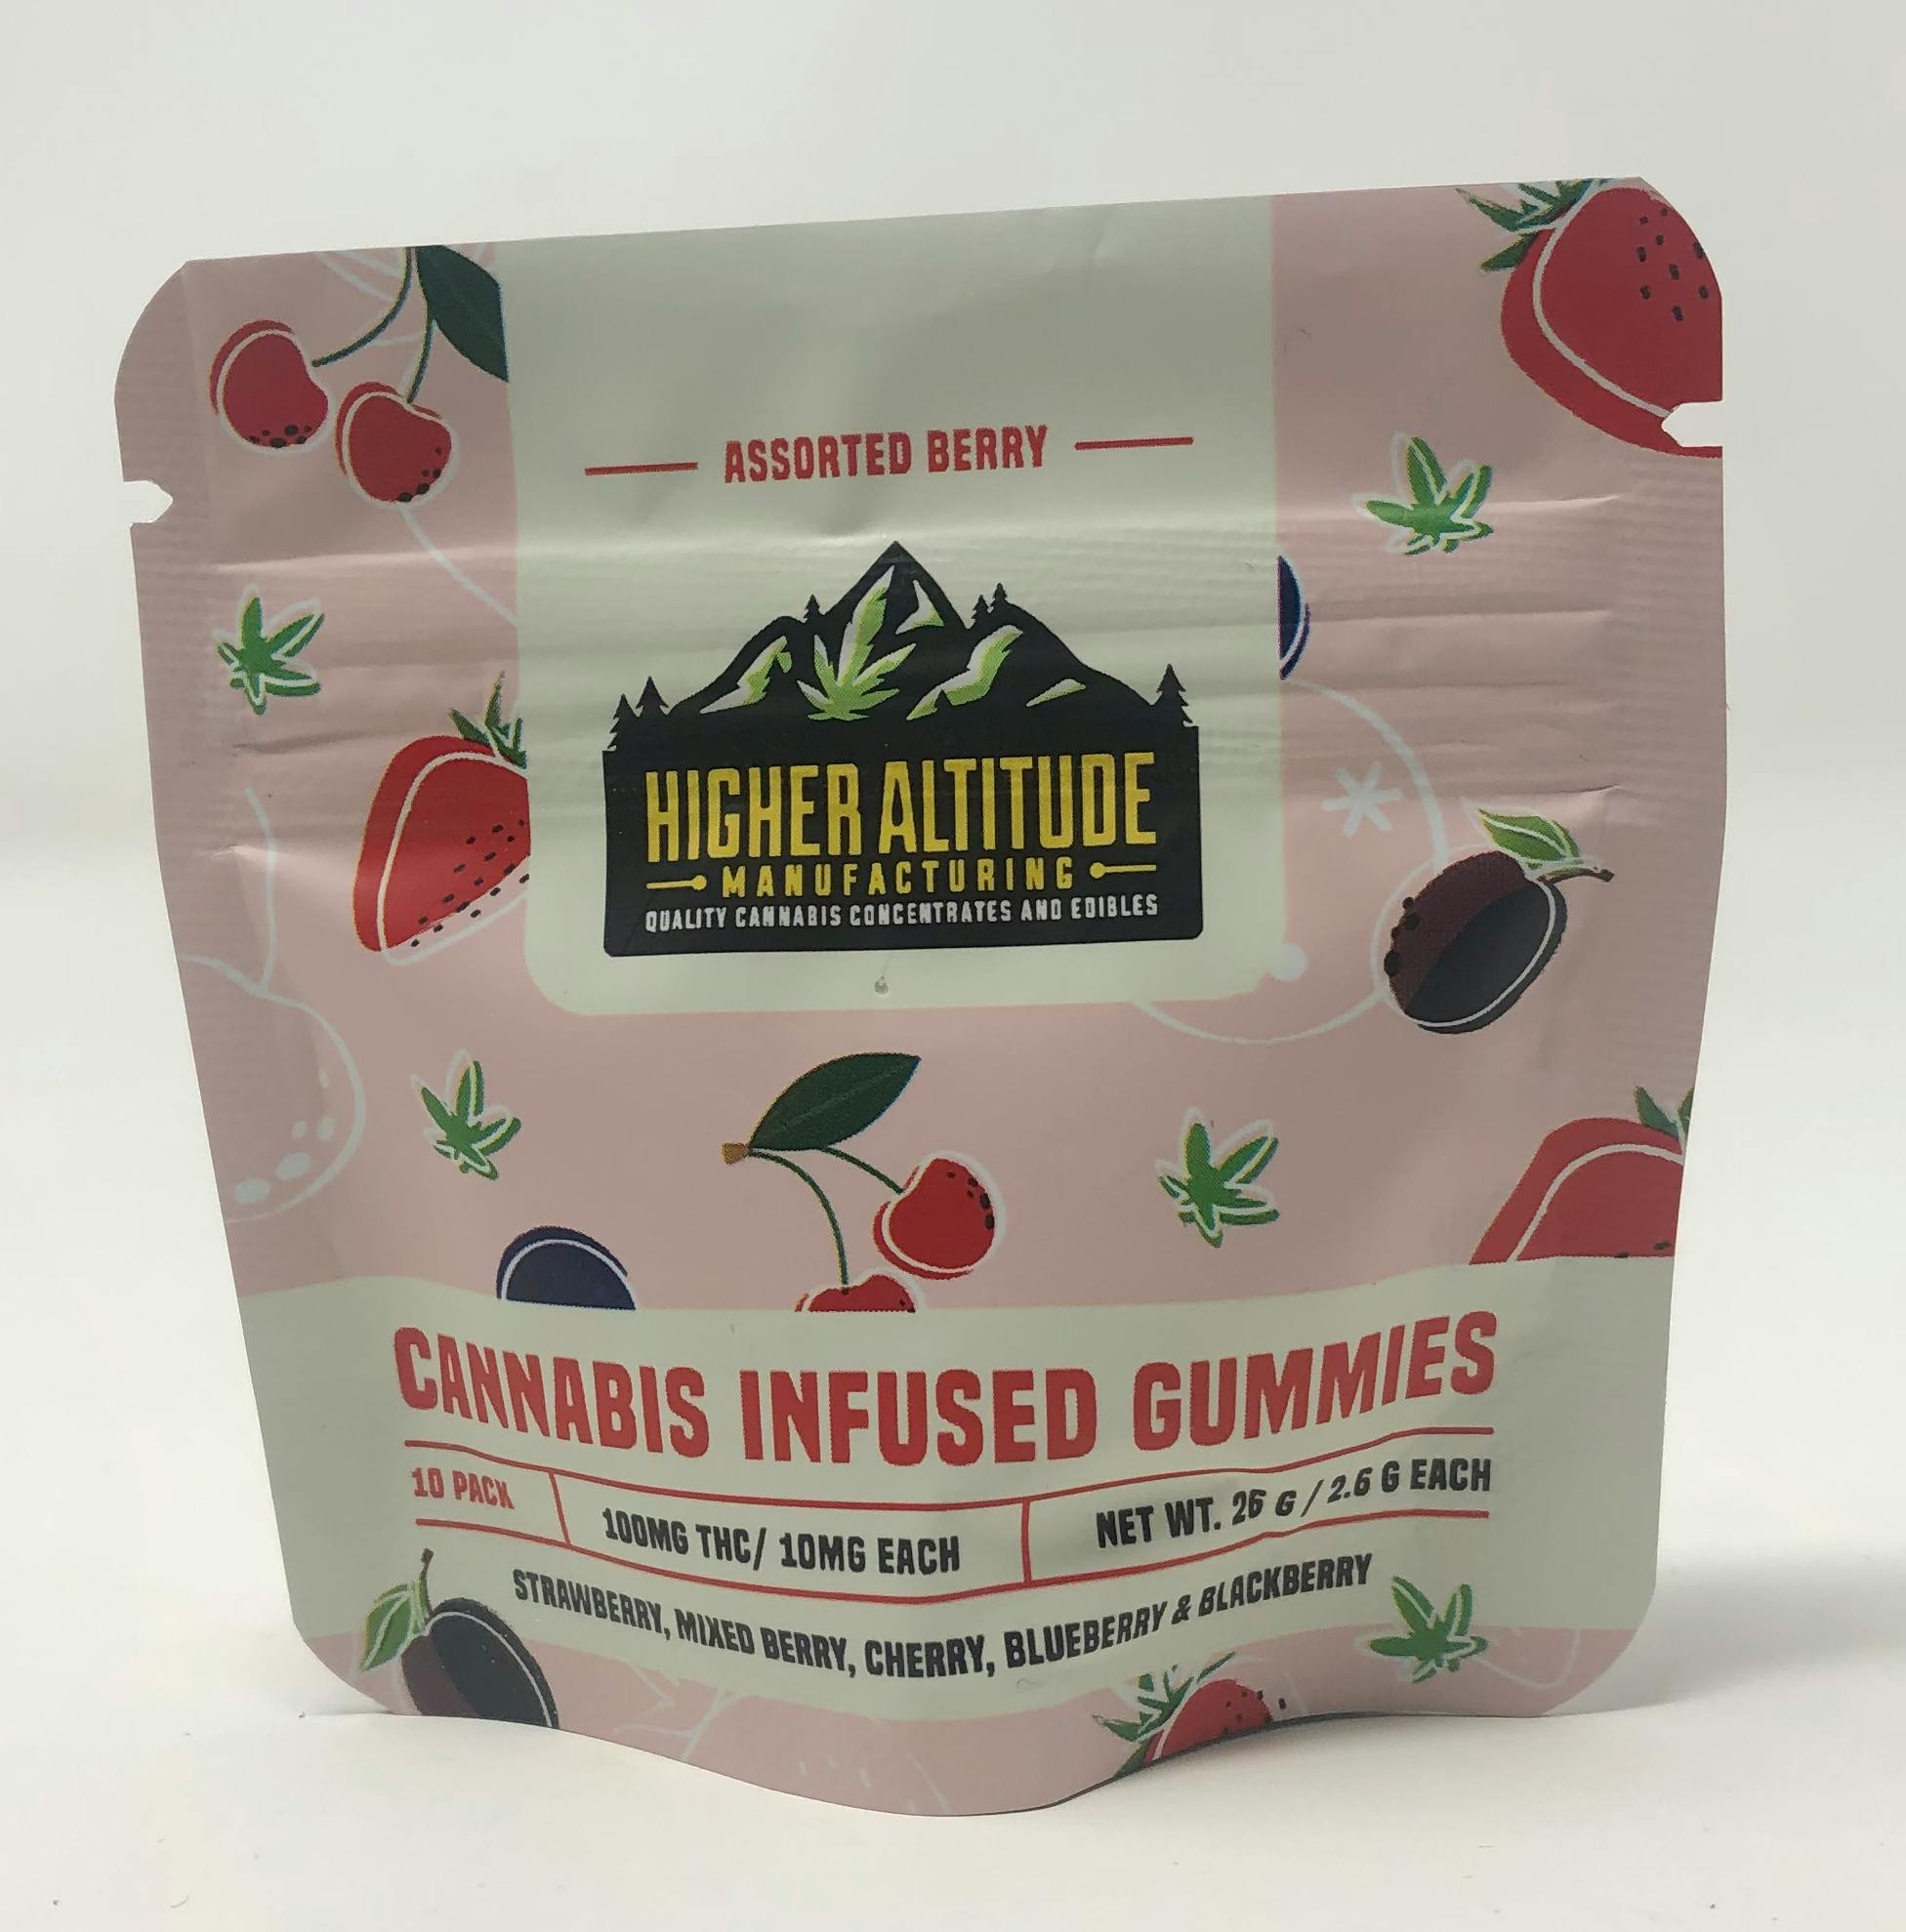 ASSORTED BERRY
HIGHER ALTITUDE
MANUFACTURING
QUALITY CANNABIS CONCENTRATES AND EDIBLES
CANNABIS INFUSED GUMMIES
10 PACK
100MG THC/ 10MG EACH
NET WT. 26 G / 2.6 G EACH
STRAWBERRY, MIXED BERRY, CHERRY, BLUEBERRY & BLACKBERRY